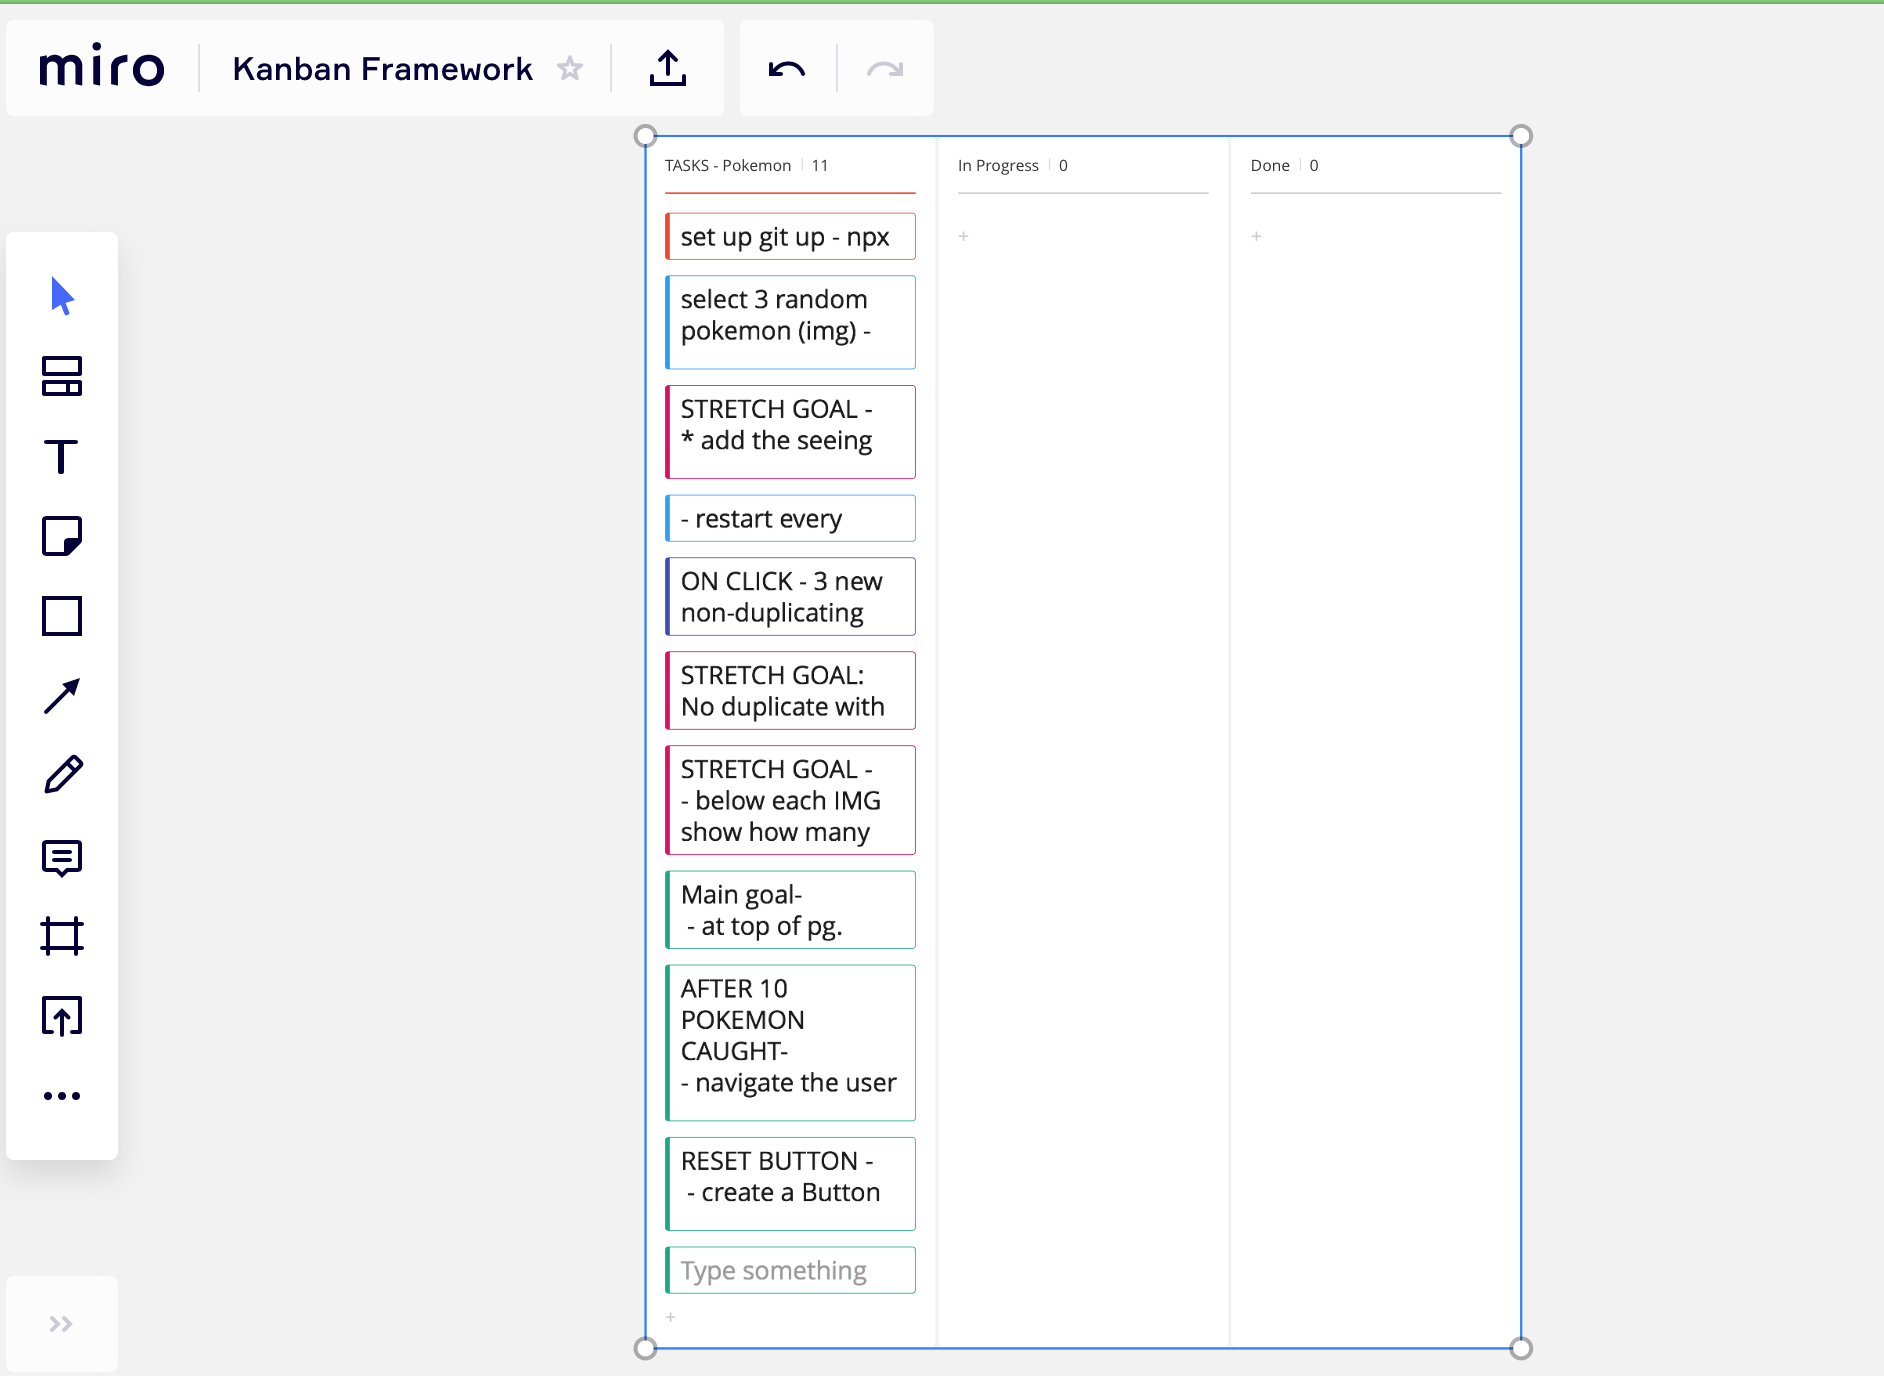 miro
Kanban Framework
TASKS - Pokemon 11
set up git up - npx
select 3 random
pokemon (img) -
STRETCH GOAL -
* add the seeing
- restart every
ON CLICK - 3 new
non-duplicating
STRETCH GOAL:
No duplicate with
STRETCH GOAL -
- below each IMG
show how many
Main goal-
- at top of pg.
AFTER 10
POKEMON
CAUGHT-
- navigate the user
RESET BUTTON -
- create a Button
Type something
+
In Progress 0
+
Done 0
+